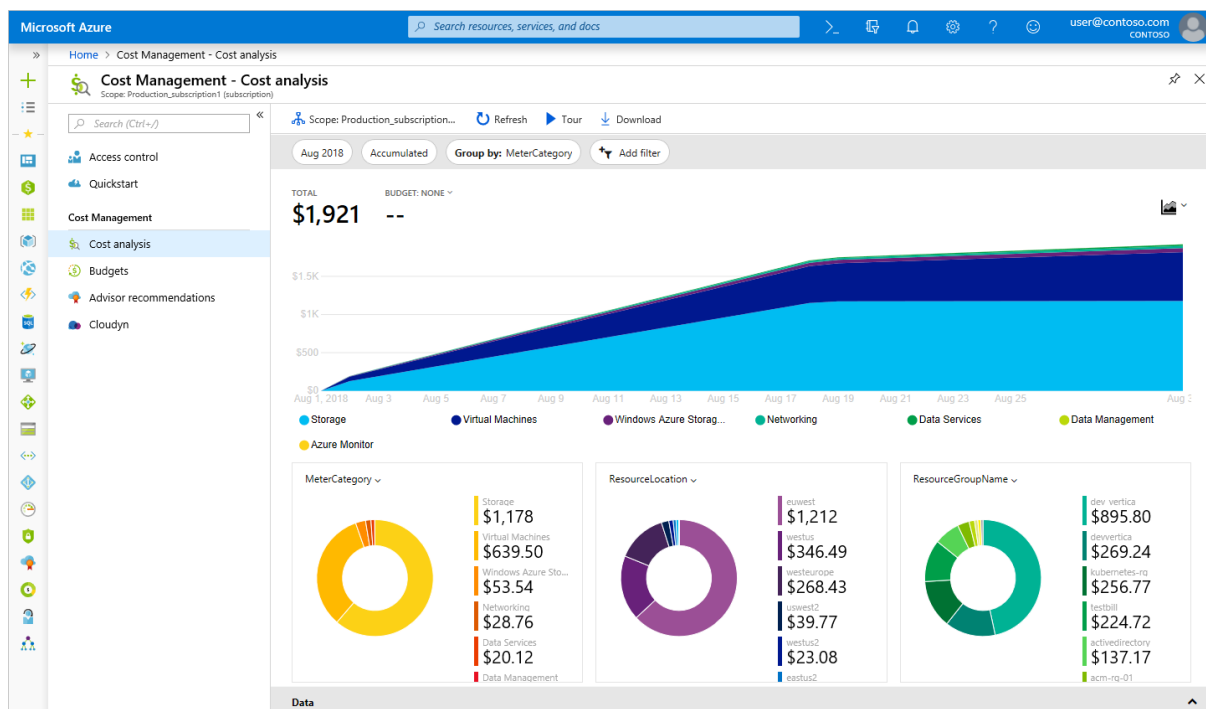 Microsoft Azure
Search resources, services, and docs
user@contoso.com
CONTOSO
Home > Cost Management - Cost analysis
Cost Management - Cost analysis
Scope: Production_subscription1 (subscription)
Search (Ctrl+/)
Access control
Quickstart
Cost Management
Cost analysis
Budgets
Advisor recommendations
Cloudyn
Scope: Production_subscription... Refresh Tour Download
Aug 2018 Accumulated Group by: MeterCategory Add filter
TOTAL BUDGET: NONE
$1,921 --
$1.5K
$1K
$500
$0
Aug 1, 2018 Aug 3 Aug 5 Aug 7 Aug 9 Aug 11 Aug 13 Aug 15 Aug 17 Aug 19 Aug 21 Aug 23 Aug 25 Aug
Storage Virtual Machines Windows Azure Storag... Networking Data Services Data Management
Azure Monitor
MeterCategory
Storage
$1,178
Virtual Machines
$639.50
Windows Azure Sto...
$53.54
Networking
$28.76
Data Services
$20.12
Data Management
ResourceLocation
euwest
$1,212
westus
$346.49
westeurope
$268.43
uswest2
$39.77
westus2
$23.08
eastus2
ResourceGroupName
dev_vertica
$895.80
devvertica
$269.24
kubernetes-rg
$256.77
testbill
$224.72
activedirectory
$137.17
acm-rg-01
Data